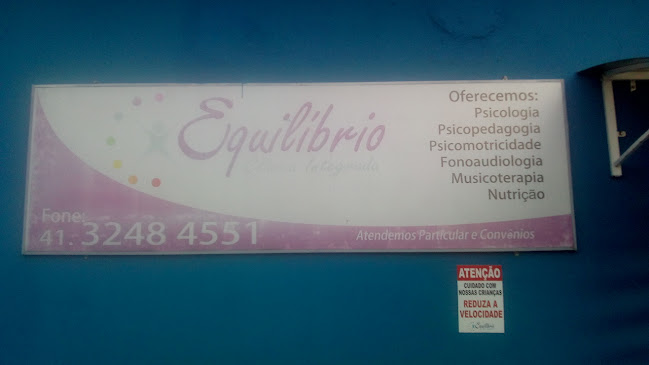 Equilíbrio
Clínica Integrada
Oferecemos:
Psicologia
Psicopedagogia
Psicomotricidade
Fonoaudiologia
Musicoterapia
Nutrição
Fone:
41. 3248 4551
Atendemos Particular e Convênios
ATENÇÃO
CUIDADO COM
NOSSAS CRIANÇAS
REDUZA A
VELOCIDADE
Equilíbrio